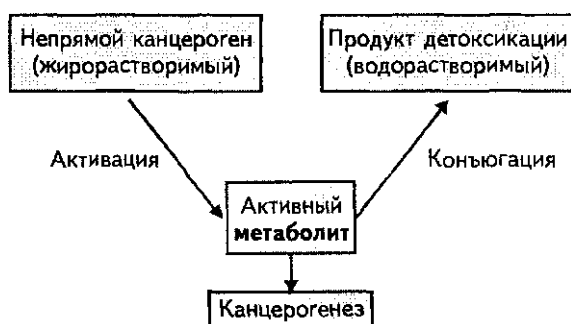 Непрямой канцероген
(жирорастворимый)
Продукт детоксикации
(водорастворимый)
Активация
Конъюгация
Активный
метаболит
Канцерогенез